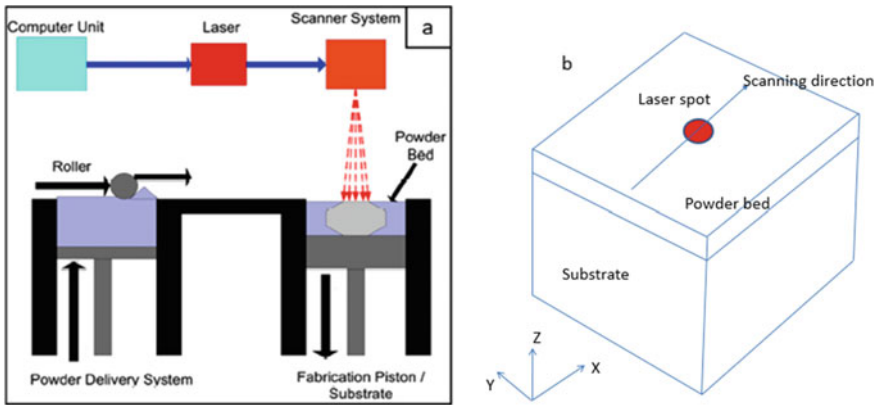 a
Computer Unit
Laser
Scanner System
Roller
Powder
Bed
Powder Delivery System
Fabrication Piston /
Substrate
b
Scanning direction
Laser spot
Powder bed
Substrate
Z
Y
X